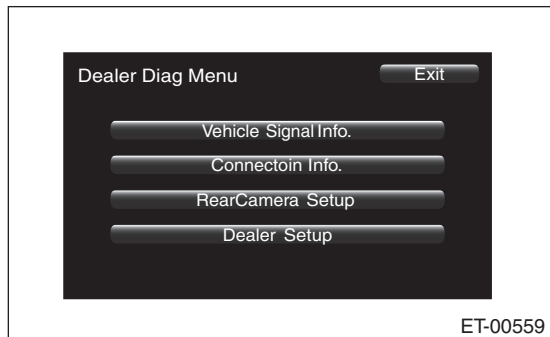 Dealer Diag Menu Exit
Vehicle Signal Info.
Connectoin Info.
RearCamera Setup
Dealer Setup
ET-00559